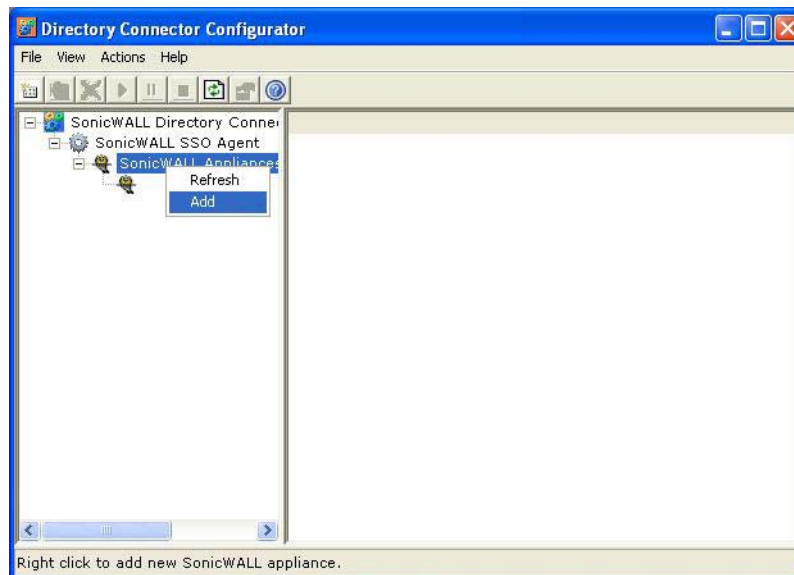 Directory Connector Configurator
File View Actions Help
SonicWALL Directory Conne
SonicWALL SSO Agent
SonicWALL Appliances
Refresh
Add
Right click to add new SonicWALL appliance.